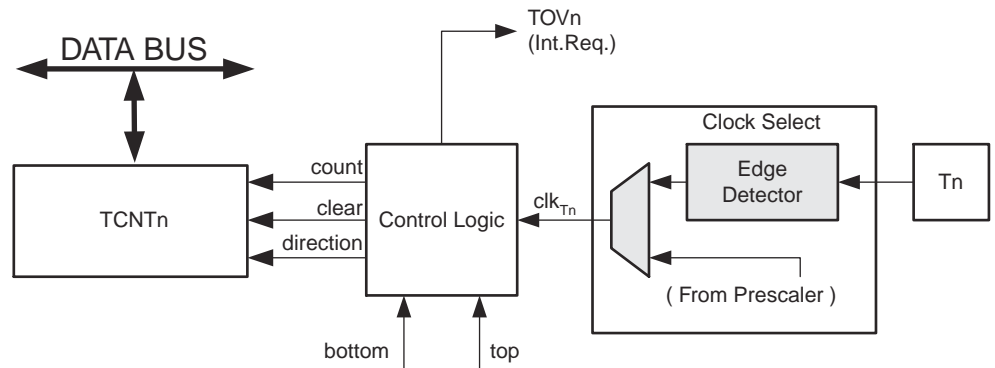 TOVn
(Int.Req.)
DATA BUS
Clock Select
count
Edge
Detector
Tn
TCNTn
clear
Control Logic
clkTn
direction
( From Prescaler )
bottom
top